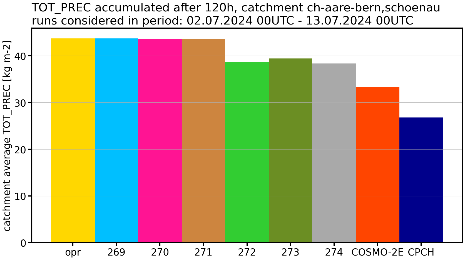 TOT_PREC accumulated after 120h, catchment ch-aare-bern,schoenau
runs considered in period: 02.07.2024 00UTC - 13.07.2024 00UTC
catchment average TOT_PREC [kg m-2]
40
30
20
10
0
opr 269 270 271 272 273 274 COSMO-2E CPCH